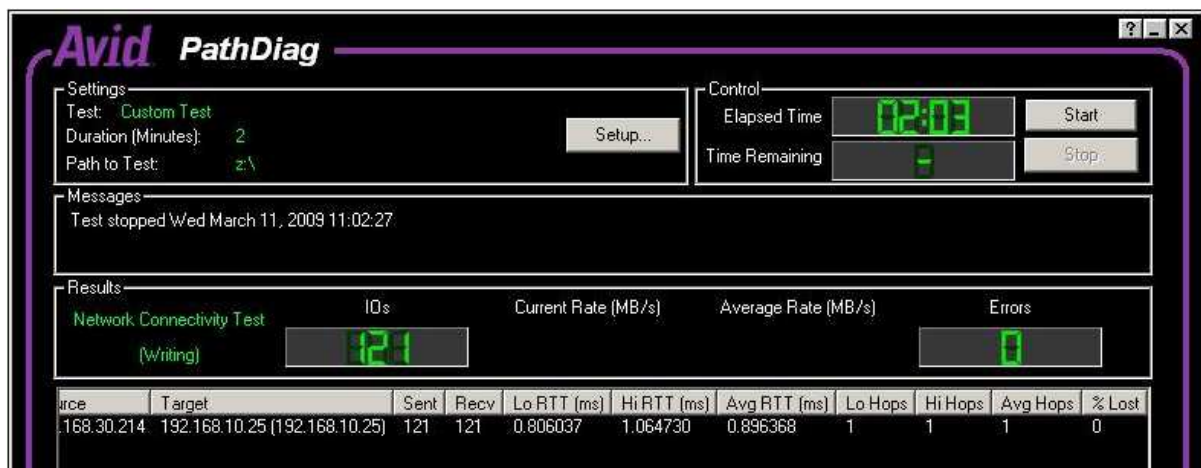 Avid PathDiag
Settings
Test: Custom Test
Duration (Minutes): 2
Path to Test: z:\
Setup...
Control
Elapsed Time 02:03
Start
Time Remaining -
Stop
Messages
Test stopped Wed March 11, 2009 11:02:27
Results
Network Connectivity Test
(Writing)
IOs
121
Current Rate (MB/s)
Average Rate (MB/s)
Errors
0
urce Target Sent Recv Lo RTT (ms) Hi RTT (ms) Avg RTT (ms) Lo Hops Hi Hops Avg Hops % Lost
.168.30.214 192.168.10.25 (192.168.10.25) 121 121 0.806037 1.064730 0.896368 1 1 1 0